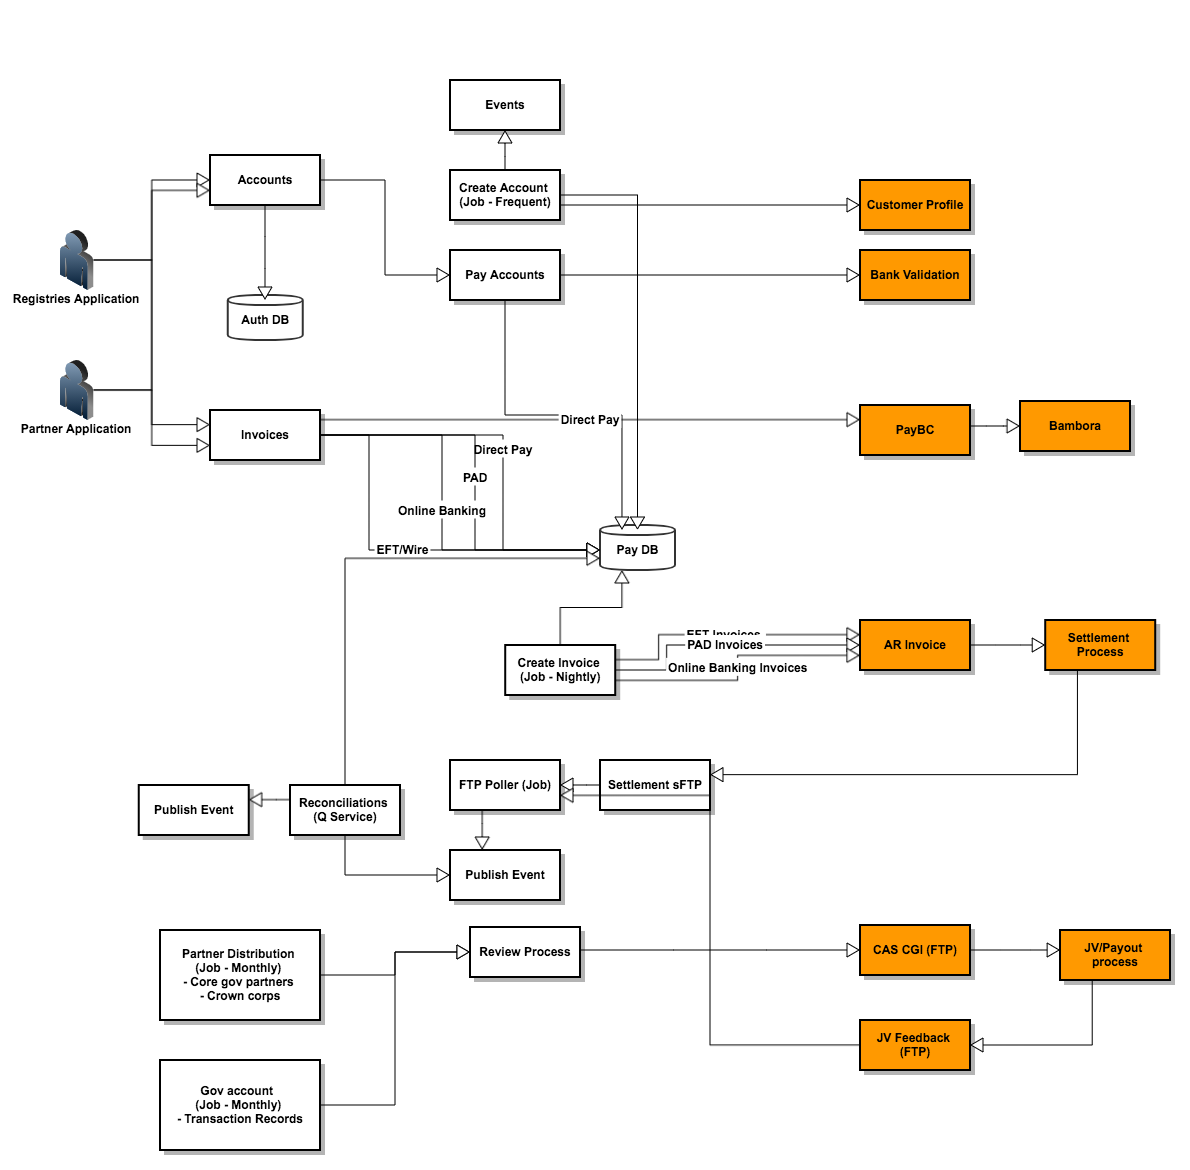 Events
Accounts
Create Account
(Job - Frequent)
Customer Profile
Pay Accounts
Bank Validation
Registries Application
Auth DB
Partner Application
Invoices
Direct Pay
PayBC
Bambora
Direct Pay
PAD
Online Banking
EFT/Wire
Pay DB
EFT Invoices
PAD Invoices
Online Banking Invoices
Create Invoice
(Job - Nightly)
AR Invoice
Settlement
Process
FTP Poller (Job)
Settlement sFTP
Publish Event
Reconciliations
(Q Service)
Publish Event
Partner Distribution
(Job - Monthly)
- Core gov partners
- Crown corps
Review Process
CAS CGI (FTP)
JV/Payout
process
JV Feedback
(FTP)
Gov account
(Job - Monthly)
- Transaction Records